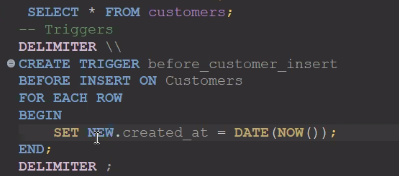 SELECT * FROM customers;
-- Triggers
DELIMITER \\
CREATE TRIGGER before_customer_insert
BEFORE INSERT ON Customers
FOR EACH ROW
BEGIN
SET NEW.created_at = DATE(NOW());
END;
DELIMITER ;